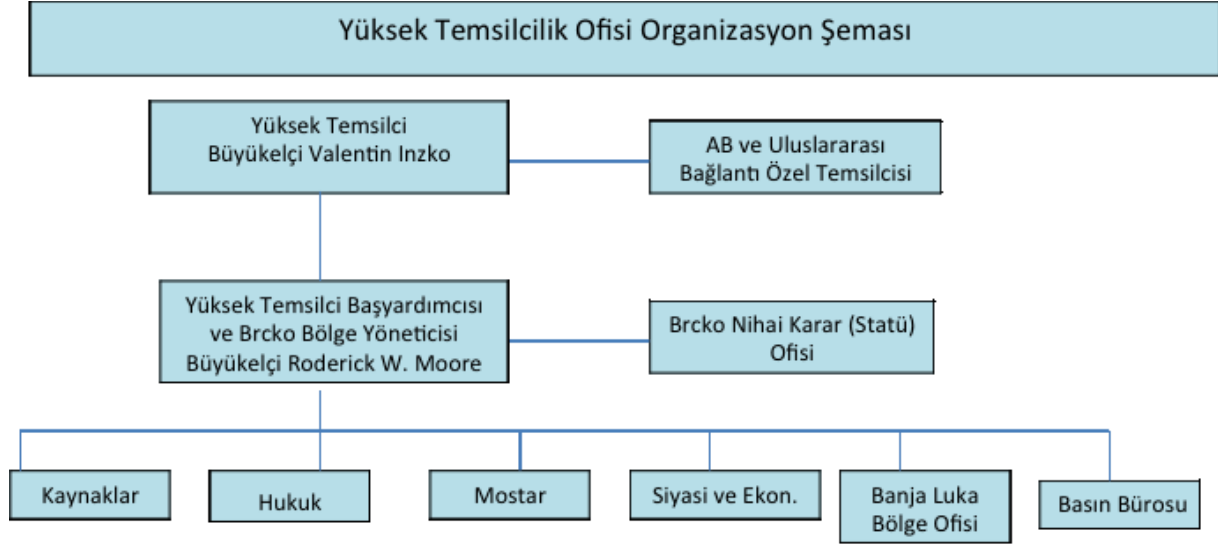 Yüksek Temsilcilik Ofisi Organizasyon Şeması
Yüksek Temsilci
Büyükelçi Valentin Inzko
AB ve Uluslararası
Bağlantı Özel Temsilcisi
Yüksek Temsilci Başyardımcısı
ve Brcko Bölge Yöneticisi
Büyükelçi Roderick W. Moore
Brcko Nihai Karar (Statü)
Ofisi
Kaynaklar
Hukuk
Mostar
Siyasi ve Ekon.
Banja Luka
Bölge Ofisi
Basın Bürosu